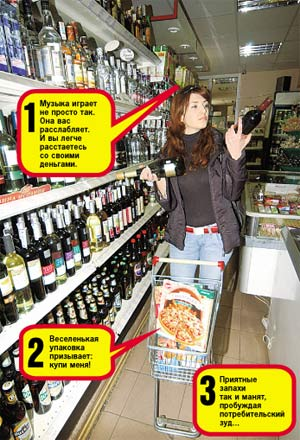 1
Музыка играет
не просто так.
Она вас
расслабляет.
И вы легче
расстаетесь
со своими
деньгами.
2
Веселенькая
упаковка
призывает:
купи меня!
3
Приятные
запахи
так и манят,
пробуждая
потребительский
зуд...